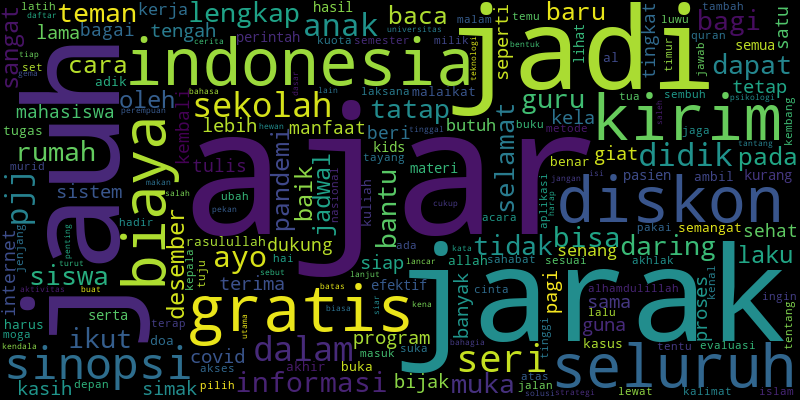 ajar
jarak
jauh
jadi
indonesia
biaya
gratis
diskon
kirim
seluruh
sinopsi
sekolah
seri
dalam
informasi
daring
didik
tidak
bisa
guru
anak
tatap
ayo
siswa
ikut
rumah
pjj
teman
lengkap
baca
baru
bagi
dapat
cara
oleh
lebih
manfaat
beri
bantu
jadwal
baik
pandemi
selamat
tulis
kembali
desember
terima
dukung
siap
program
bijak
muka
covid
simak
kasih
internet
sistem
mahasiswa
tugas
sangat
lama
bagai
tengah
kerja
hasil
perintah
kuota
semester
milik
malam
temu
tambah
seperti
lihat
tingkat
satu
semua
luwu
timur
quran
al
jawab
tetap
tua
sembuh
psikologi
kembang
jaga
tantang
kela
giat
pada
benar
pasien
ambil
kurang
materi
metode
butuh
buku
kids
tayang
laksana
malaikat
teknologi
universitas
cerita
bahasa
hewan
tinggal
latih
daftar
tiap
set
gema
adik
perempuan
murid
jenjang
hadir
ubah
makan
salah
pekan
nasional
kuliah
rasulullah
hai
tuju
kepala
sebut
lanjut
ada
allah
kata
sahabat
lancar
efektif
cinta
banyak
acara
aplikasi
harap
jangan
isi
cukup
senang
sesuai
akhlak
pakai
semangat
sehat
laku
proses
kenal
ingin
tentang
pagi
tinggi
sama
alhamdulillah
lalu
guna
kasus
tentu
evaluasi
atas
jalan
solusi
strategi
lewat
kalimat
islam
masuk
suka
bahagia
buka
akhir
batas
biasa
siar
kena
utama
akses
pilih
doa
terap
serta
harus
moga
kendala
aktivitas
buat
turut
penting
depan